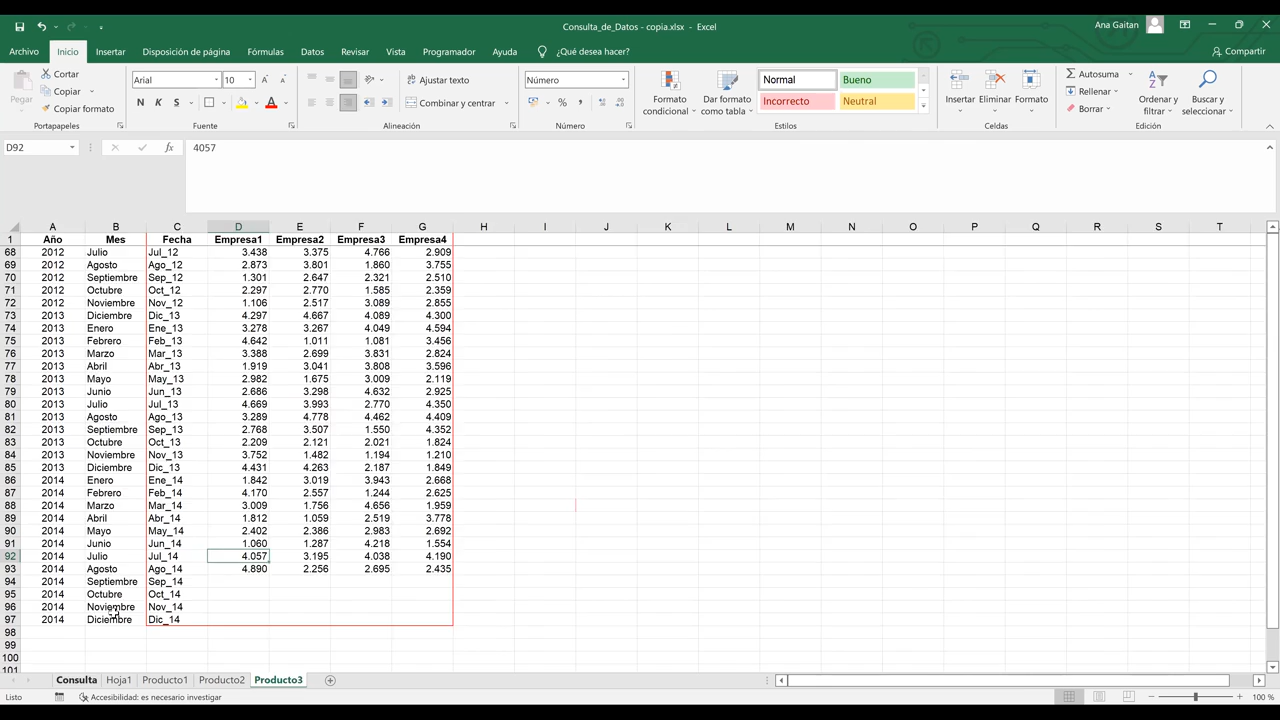 Consulta_de_Datos - copia.xlsx - Excel
Ana Gaitan
Archivo Inicio Insertar Disposición de página Fórmulas Datos Revisar Vista Programador Ayuda ¿Qué desea hacer? Compartir
Pegar
Cortar
Copiar
Copiar formato
Portapapeles
Arial 10
N K S
Fuente
Ajustar texto
Combinar y centrar
Alineación
Número
Número
Formato condicional
Dar formato como tabla
Normal Bueno
Incorrecto Neutral
Estilos
Insertar Eliminar Formato
Celdas
Autosuma
Rellenar
Borrar
Ordenar y filtrar
Buscar y seleccionar
Edición
D92 fx 4057
A B C D E F G H I J K L M N O P Q R S T
1 Año Mes Fecha Empresa1 Empresa2 Empresa3 Empresa4
68 2012 Julio Jul_12 3.438 3.375 4.766 2.909
69 2012 Agosto Ago_12 2.873 3.801 1.860 3.755
70 2012 Septiembre Sep_12 1.301 2.647 2.321 2.510
71 2012 Octubre Oct_12 2.297 2.770 1.585 2.359
72 2012 Noviembre Nov_12 1.106 2.517 3.089 2.855
73 2012 Diciembre Dic_13 4.297 4.667 4.089 4.300
74 2013 Enero Ene_13 3.278 3.267 4.049 4.594
75 2013 Febrero Feb_13 4.642 1.011 1.081 3.456
76 2013 Marzo Mar_13 3.388 2.699 3.831 2.824
77 2013 Abril Abr_13 1.919 3.041 3.808 3.596
78 2013 Mayo May_13 2.982 1.675 3.009 2.119
79 2013 Junio Jun_13 2.686 3.298 4.632 2.925
80 2013 Julio Jul_13 4.669 3.993 2.770 4.350
81 2013 Agosto Ago_13 3.289 4.778 4.462 4.409
82 2013 Septiembre Sep_13 2.768 3.507 1.550 4.352
83 2013 Octubre Oct_13 2.209 2.121 2.021 1.824
84 2013 Noviembre Nov_13 3.752 1.482 1.194 1.210
85 2013 Diciembre Dic_13 4.431 4.263 2.187 1.849
86 2014 Enero Ene_14 1.842 3.019 3.943 2.668
87 2014 Febrero Feb_14 4.170 2.557 1.244 2.625
88 2014 Marzo Mar_14 3.009 1.756 4.656 1.959
89 2014 Abril Abr_14 1.812 1.059 2.519 3.778
90 2014 Mayo May_14 2.402 2.386 2.983 2.692
91 2014 Junio Jun_14 1.060 1.287 4.218 1.554
92 2014 Julio Jul_14 4.057 3.195 4.038 4.190
93 2014 Agosto Ago_14 4.890 2.256 2.695 2.435
94 2014 Septiembre Sep_14
95 2014 Octubre Oct_14
96 2014 Noviembre Nov_14
97 2014 Diciembre Dic_14
98
99
100
101
Consulta Hoja1 Producto1 Producto2 Producto3
Listo Accesibilidad: es necesario investigar 100 %